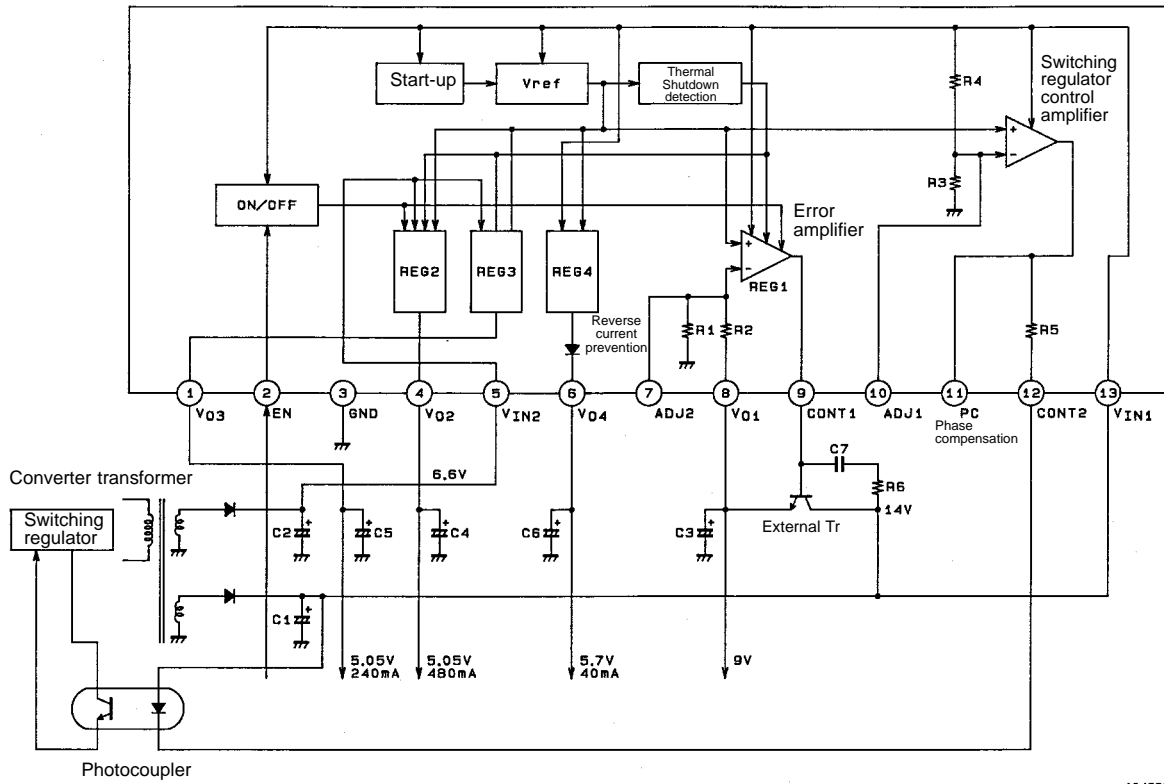 Start-up
Vref
Thermal
Shutdown
detection
R4
Switching
regulator
control
amplifier
+
-
R3
ON/OFF
Error
amplifier
REG2
REG3
REG4
+
-
REG1
Reverse
current
prevention
R1
R2
R5
1
2
3
4
5
6
7
8
9
10
11
12
13
VO3
EN
GND
VO2
VIN2
VO4
ADJ2
VO1
CONT1
ADJ1
PC
CONT2
VIN1
Phase
compensation
C7
R6
6.6V
14V
External Tr
Converter transformer
Switching
regulator
C2
+
C5
+
C4
+
C6
+
C3
+
C1
+
5.05V
240mA
5.05V
480mA
5.7V
40mA
9V
Photocoupler